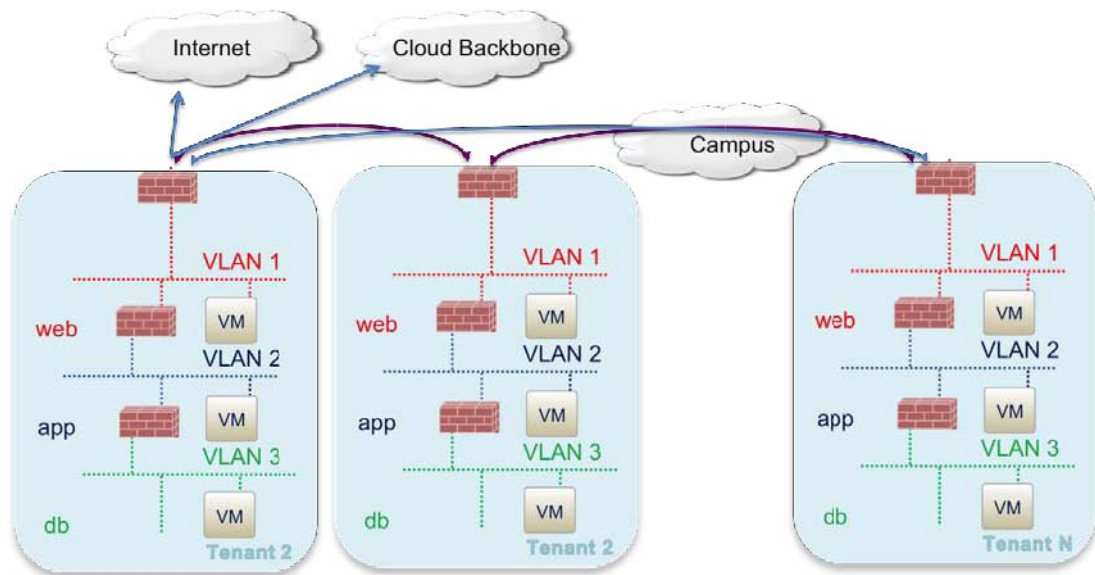 Internet
Cloud Backbone
Campus
VLAN 1
web
VM
VLAN 2
app
VM
VLAN 3
db
VM
Tenant 2
VLAN 1
web
VM
VLAN 2
app
VM
VLAN 3
db
VM
Tenant 2
VLAN 1
web
VM
VLAN 2
app
VM
VLAN 3
db
VM
Tenant N